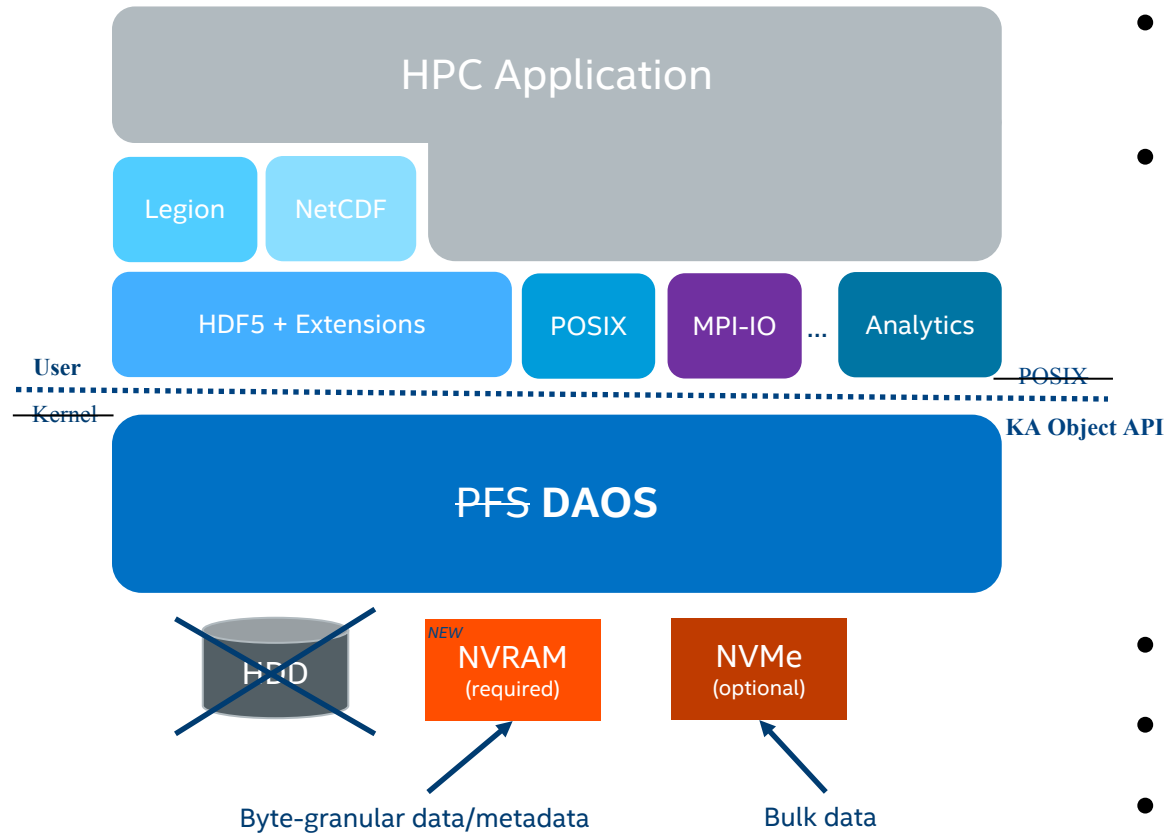 HPC Application
Legion
NetCDF
HDF5 + Extensions
POSIX
MPI-IO
...
Analytics
User
POSIX
Kernel
KA Object API
PFS DAOS
HDD
NEW
NVRAM
(required)
NVMe
(optional)
Byte-granular data/metadata
Bulk data